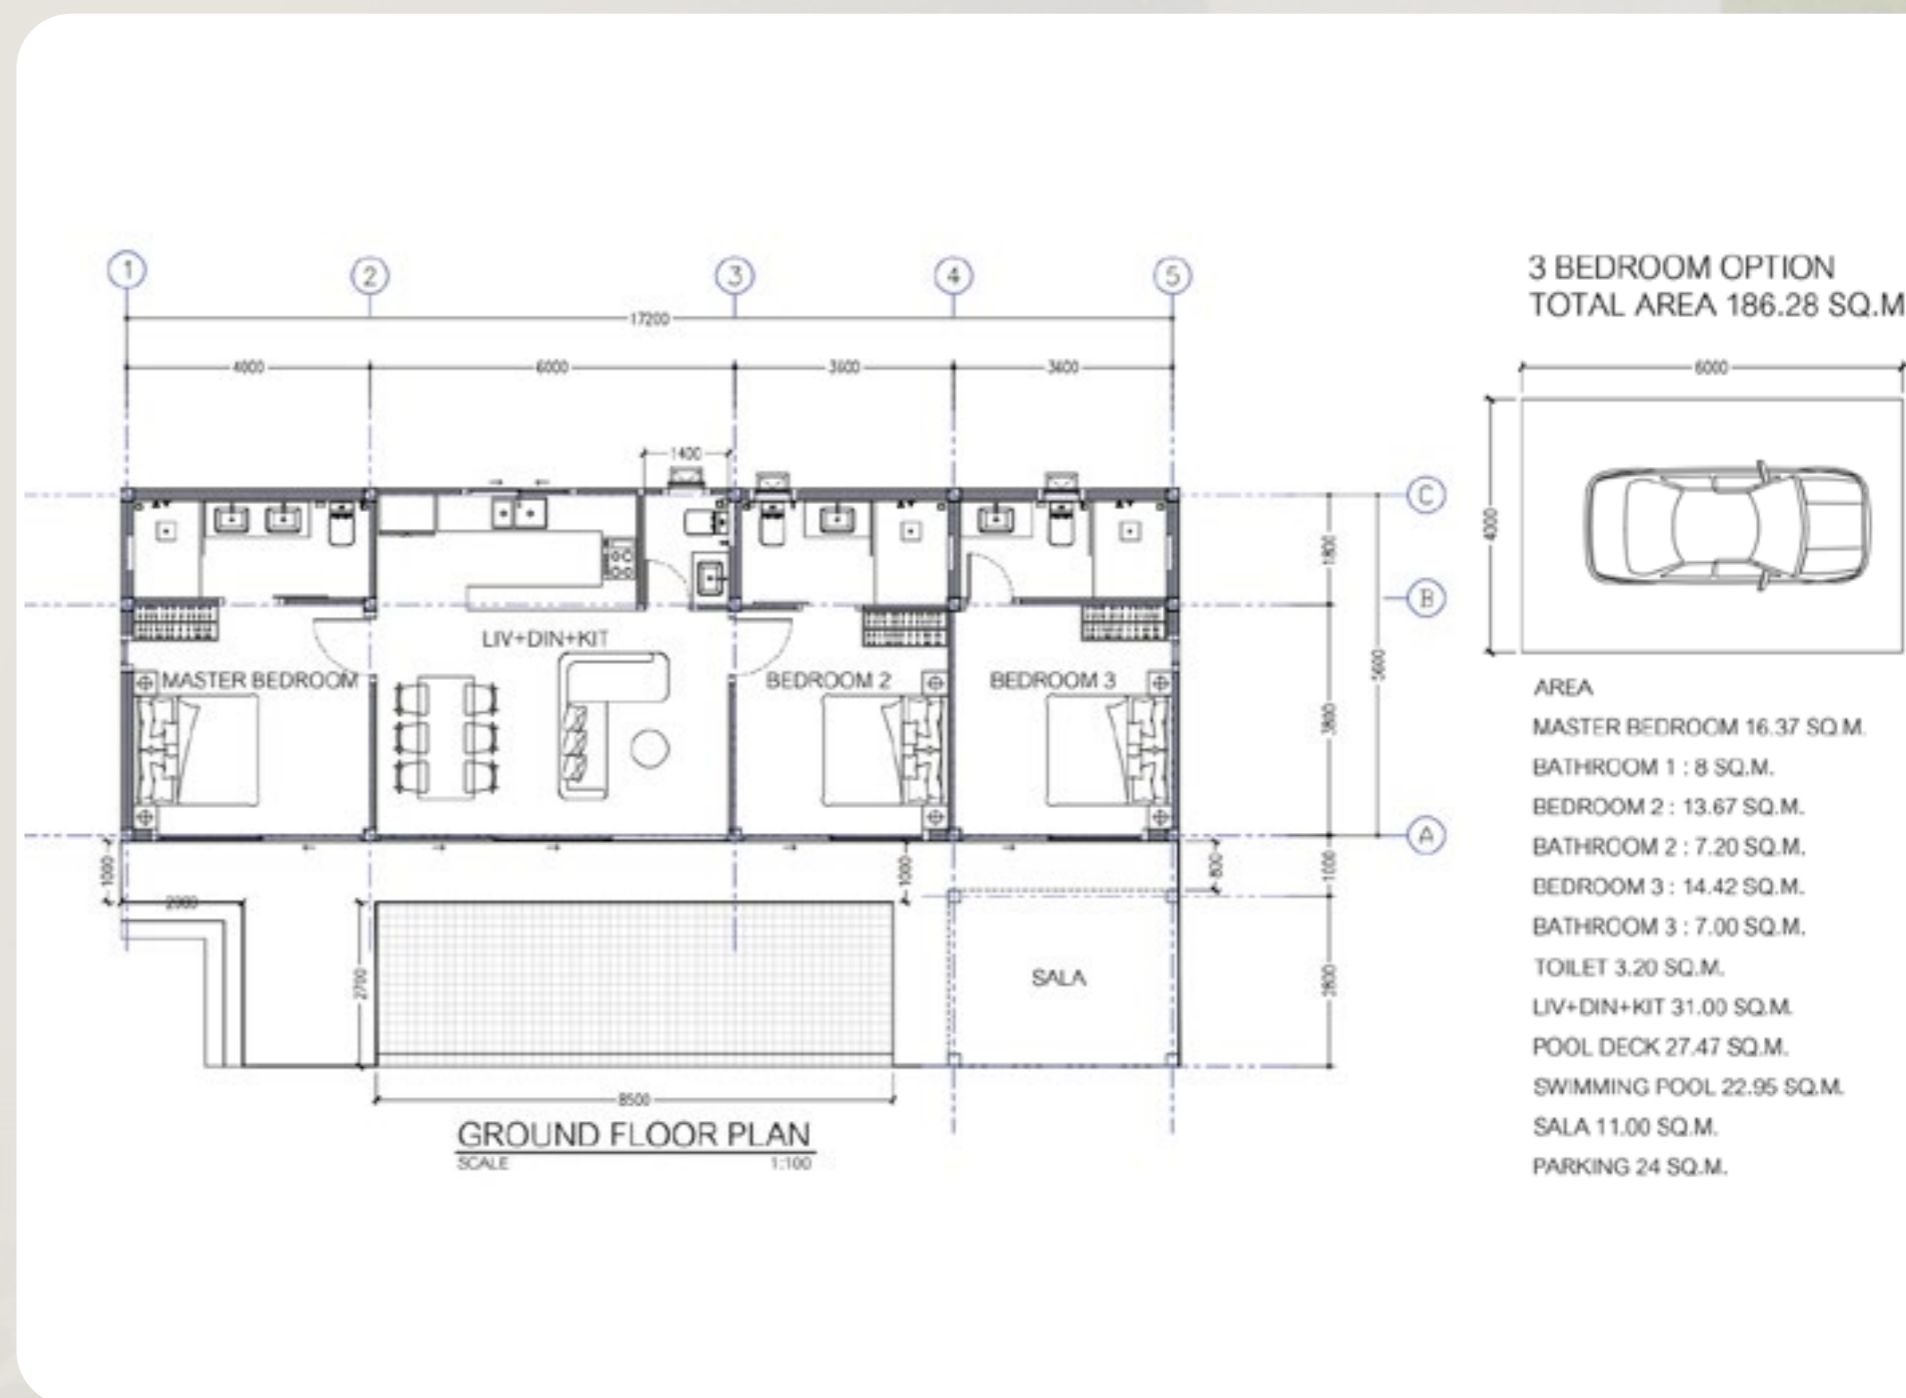 1
2
3
4
5
17200
4000
6000
3600
3600
1400
3 BEDROOM OPTION
TOTAL AREA 186.28 SQ.M
6000
4000
C
B
A
1800
3800
5600
LIV+DIN+KIT
MASTER BEDROOM
BEDROOM 2
BEDROOM 3
1000
1000
800
1000
2700
2800
8500
SALA
GROUND FLOOR PLAN
SCALE 1:100
AREA
MASTER BEDROOM 16.37 SQ.M.
BATHROOM 1 : 8 SQ.M.
BEDROOM 2 : 13.67 SQ.M.
BATHROOM 2 : 7.20 SQ.M.
BEDROOM 3 : 14.42 SQ.M.
BATHROOM 3 : 7.00 SQ.M.
TOILET 3.20 SQ.M.
LIV+DIN+KIT 31.00 SQ.M.
POOL DECK 27.47 SQ.M.
SWIMMING POOL 22.95 SQ.M.
SALA 11.00 SQ.M.
PARKING 24 SQ.M.